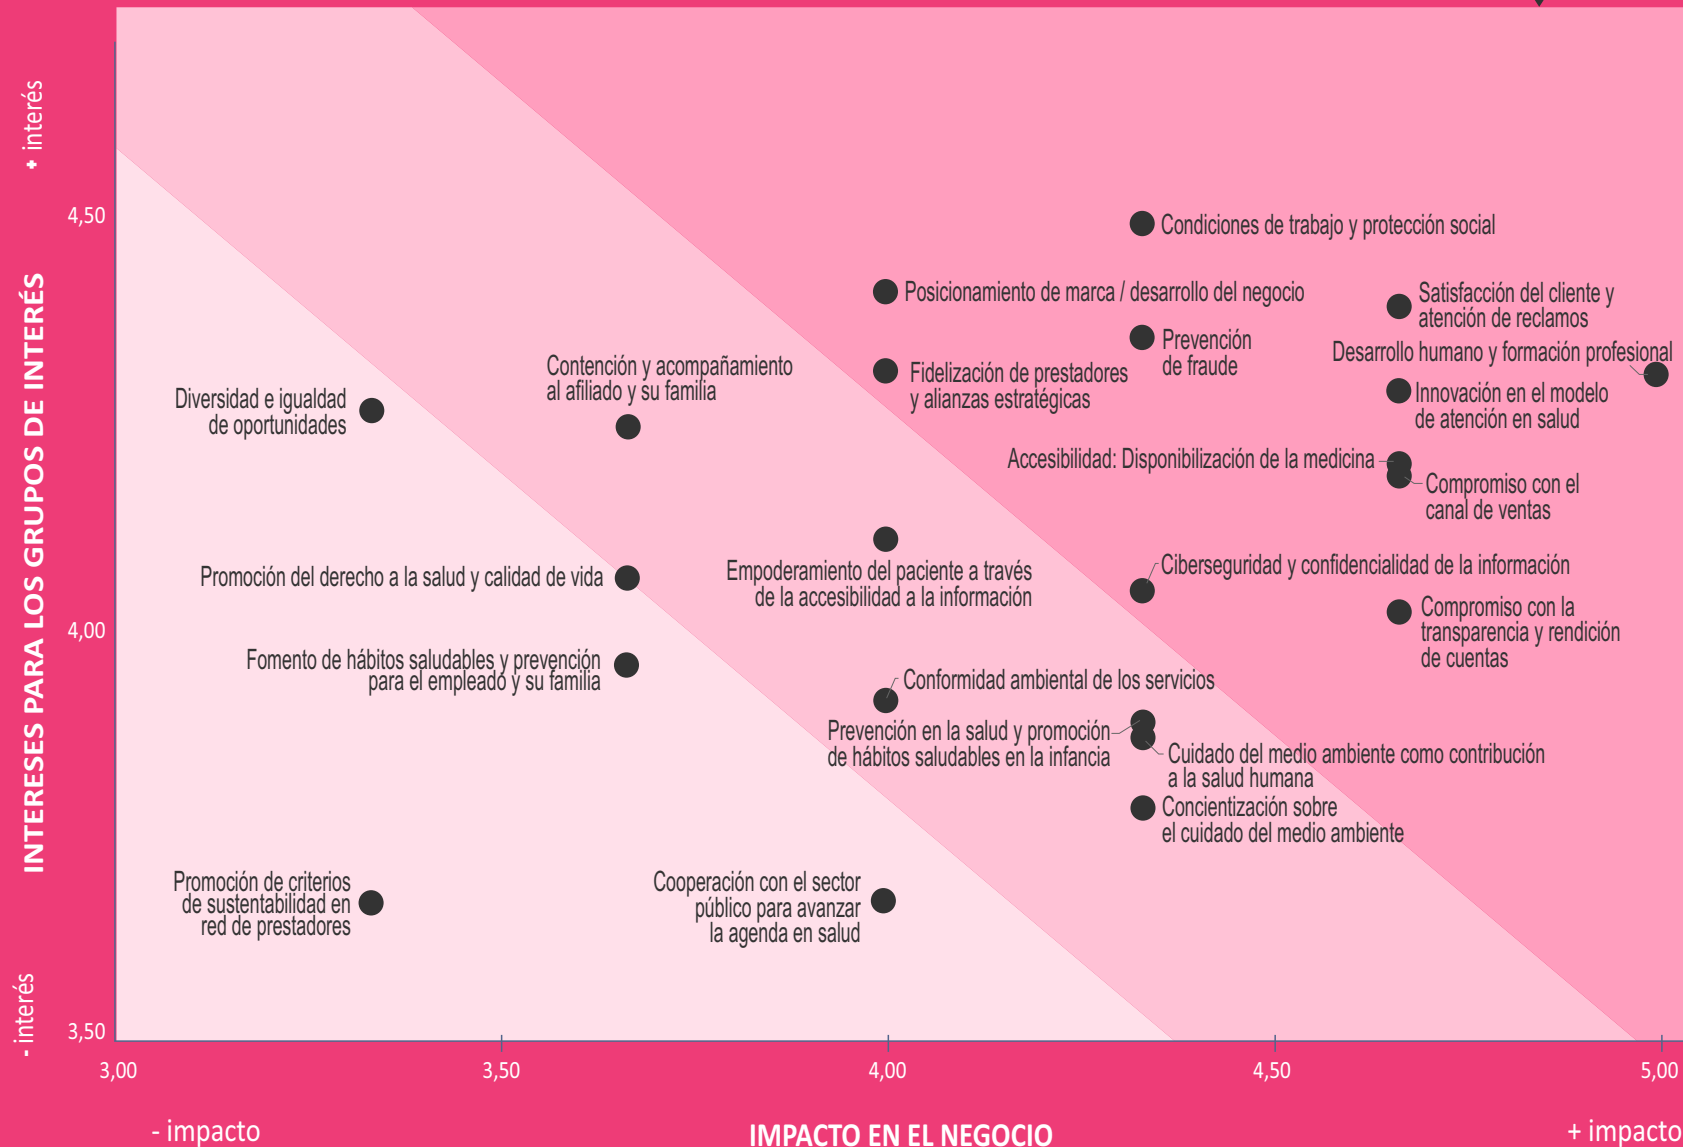 + interés
INTERESES PARA LOS GRUPOS DE INTERÉS
- interés
4,50
4,00
3,50
Condiciones de trabajo y protección social
Posicionamiento de marca / desarrollo del negocio
Satisfacción del cliente y
atención de reclamos
Prevención
de fraude
Desarrollo humano y formación profesional
Contención y acompañamiento
al afiliado y su familia
Fidelización de prestadores
y alianzas estratégicas
Innovación en el modelo
de atención en salud
Diversidad e igualdad
de oportunidades
Accesibilidad: Disponibilización de la medicina
Compromiso con el
canal de ventas
Empoderamiento del paciente a través
de la accesibilidad a la información
Ciberseguridad y confidencialidad de la información
Promoción del derecho a la salud y calidad de vida
Compromiso con la
transparencia y rendición
de cuentas
Fomento de hábitos saludables y prevención
para el empleado y su familia
Conformidad ambiental de los servicios
Prevención en la salud y promoción
de hábitos saludables en la infancia
Cuidado del medio ambiente como contribución
a la salud humana
Concientización sobre
el cuidado del medio ambiente
Promoción de criterios
de sustentabilidad en
red de prestadores
Cooperación con el sector
público para avanzar
la agenda en salud
3,00
3,50
4,00
4,50
5,00
- impacto
IMPACTO EN EL NEGOCIO
+ impacto